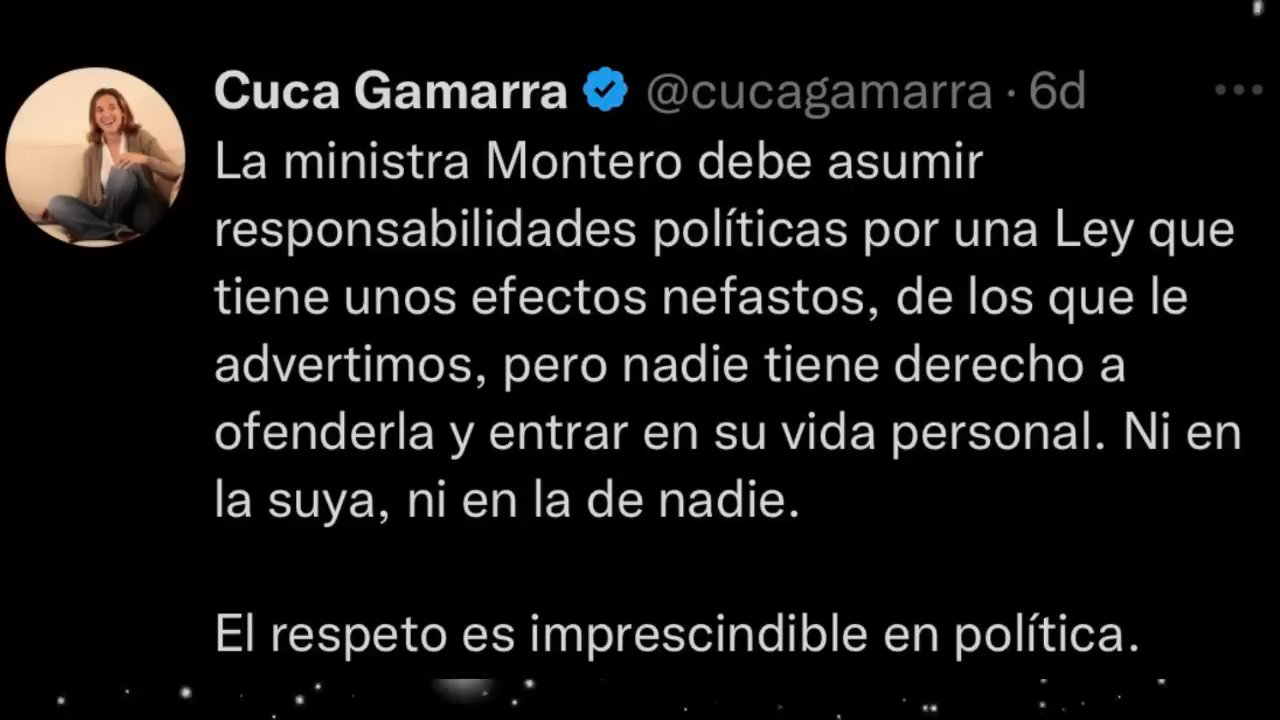 Cuca Gamarra @cucagamarra · 6d
La ministra Montero debe asumir
responsabilidades políticas por una Ley que
tiene unos efectos nefastos, de los que le
advertimos, pero nadie tiene derecho a
ofenderla y entrar en su vida personal. Ni en
la suya, ni en la de nadie.
El respeto es imprescindible en política.